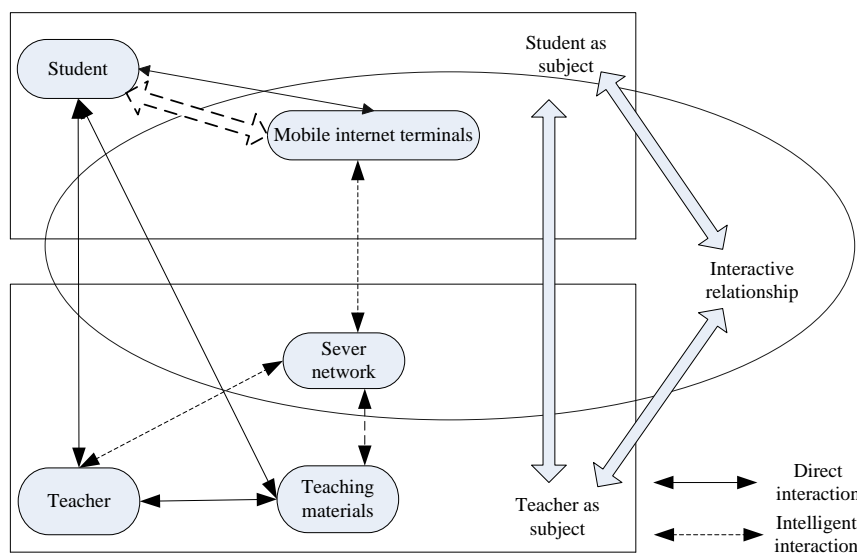 Student
Student as
subject
Mobile internet terminals
Interactive
relationship
Sever
network
Teacher
Teaching
materials
Teacher as
subject
Direct
interaction
Intelligent
interaction